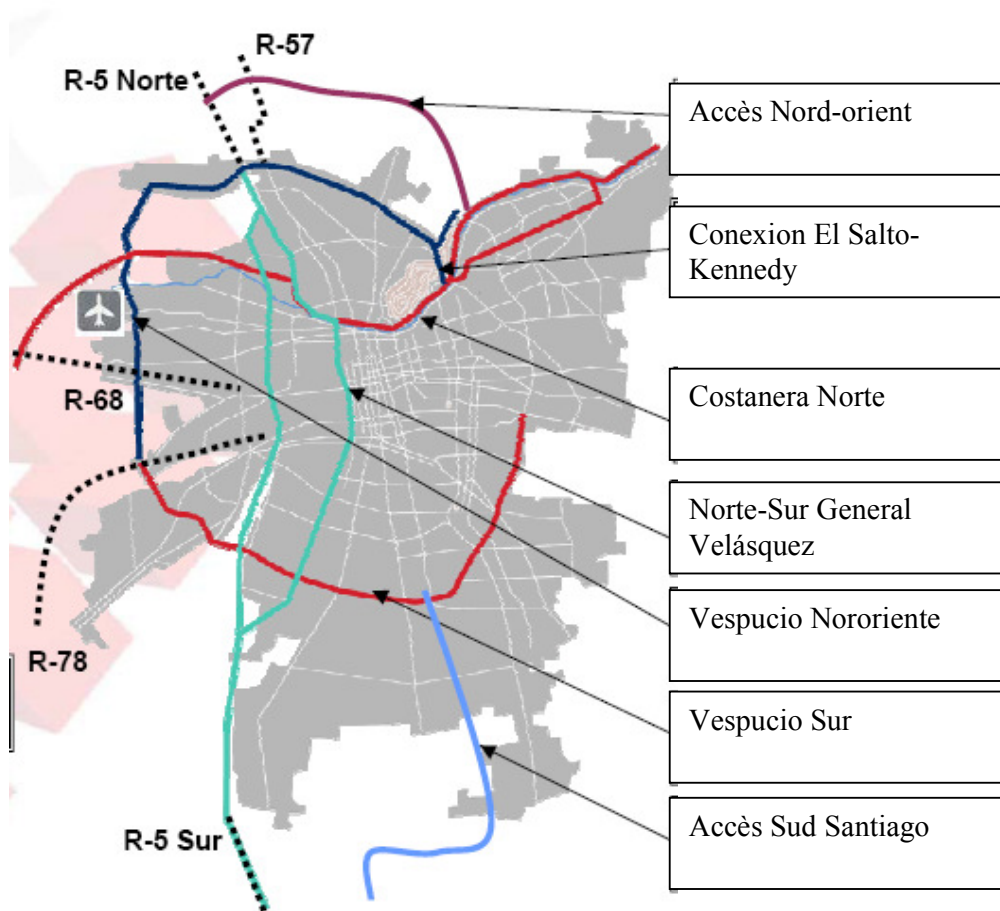 R-57
R-5 Norte
Accès Nord-orient
Conexion El Salto-
Kennedy
R-68
Costanera Norte
Norte-Sur General
Velásquez
Vespucio Nororiente
R-78
Vespucio Sur
R-5 Sur
Accès Sud Santiago